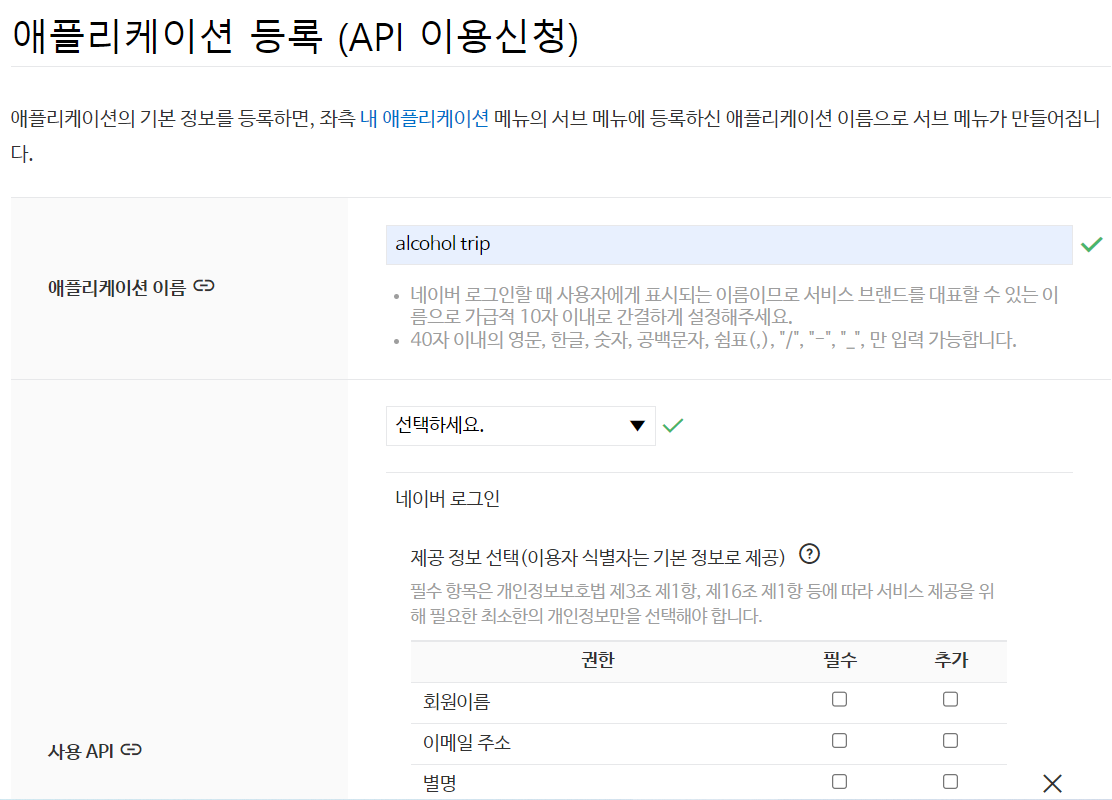 애플리케이션 등록 (API 이용신청)
애플리케이션의 기본 정보를 등록하면, 좌측 내 애플리케이션 메뉴의 서브 메뉴에 등록하신 애플리케이션 이름으로 서브 메뉴가 만들어집니
다.
애플리케이션 이름
alcohol trip
네이버 로그인할 때 사용자에게 표시되는 이름이므로 서비스 브랜드를 대표할 수 있는 이
름으로 가급적 10자 이내로 간결하게 설정해주세요.
40자 이내의 영문, 한글, 숫자, 공백문자, 쉼표(,), "/", "-", "_", 만 입력 가능합니다.
사용 API
선택하세요.
네이버 로그인
제공 정보 선택(이용자 식별자는 기본 정보로 제공)
필수 항목은 개인정보보호법 제3조 제1항, 제16조 제1항 등에 따라 서비스 제공을 위
해 필요한 최소한의 개인정보만을 선택해야 합니다.
권한 필수 추가
회원이름
이메일 주소
별명